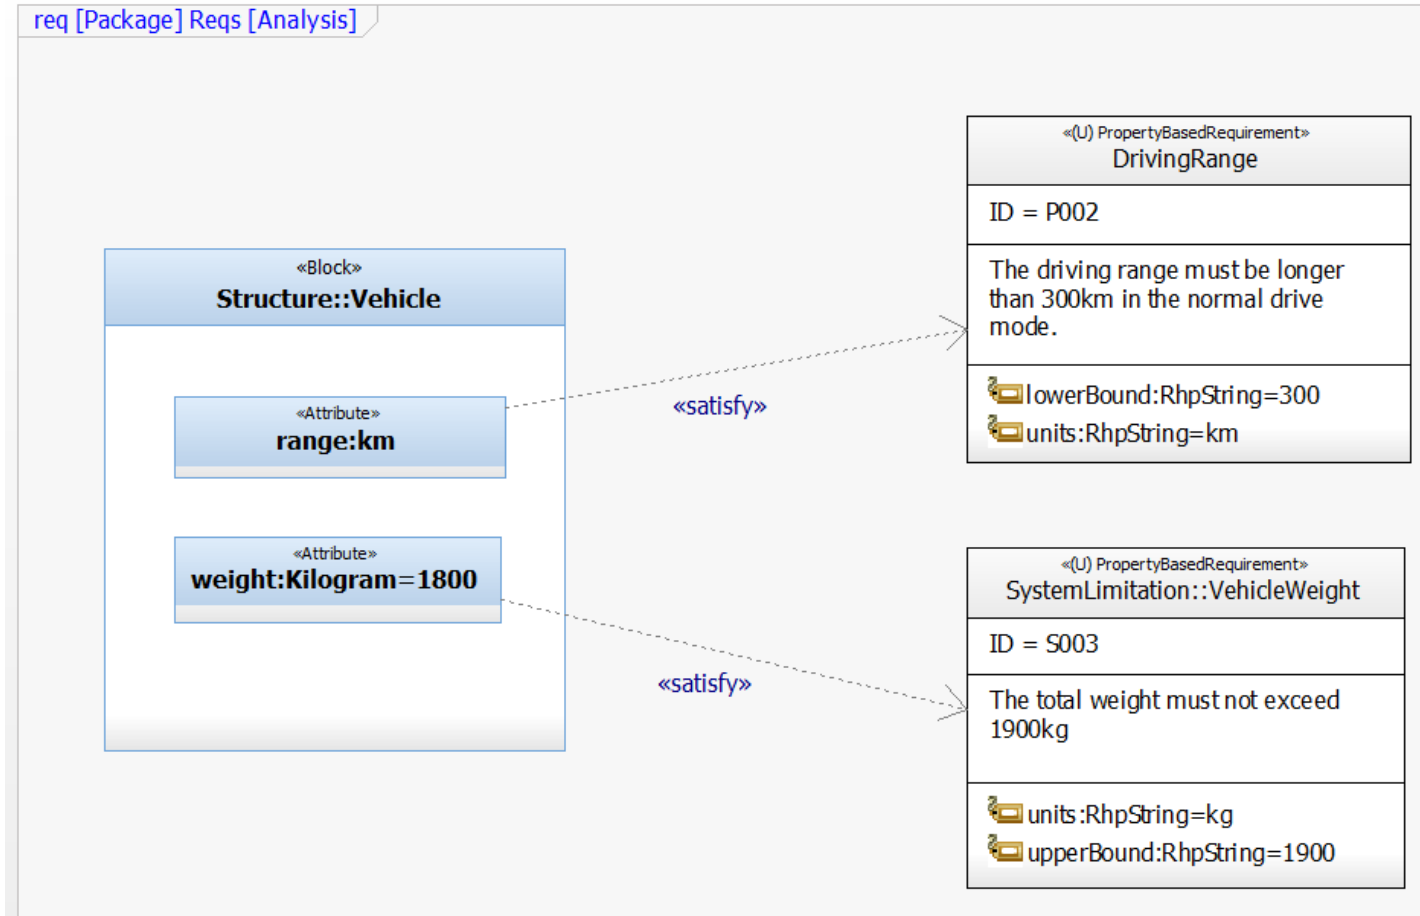 req [Package] Reqs [Analysis]
«Block»
Structure::Vehicle
«Attribute»
range:km
«Attribute»
weight:Kilogram=1800
«satisfy»
«satisfy»
«(U) PropertyBasedRequirement»
DrivingRange
ID = P002
The driving range must be longer
than 300km in the normal drive
mode.
lowerBound:RhpString=300
units:RhpString=km
«(U) PropertyBasedRequirement»
SystemLimitation::VehicleWeight
ID = S003
The total weight must not exceed
1900kg
units:RhpString=kg
upperBound:RhpString=1900